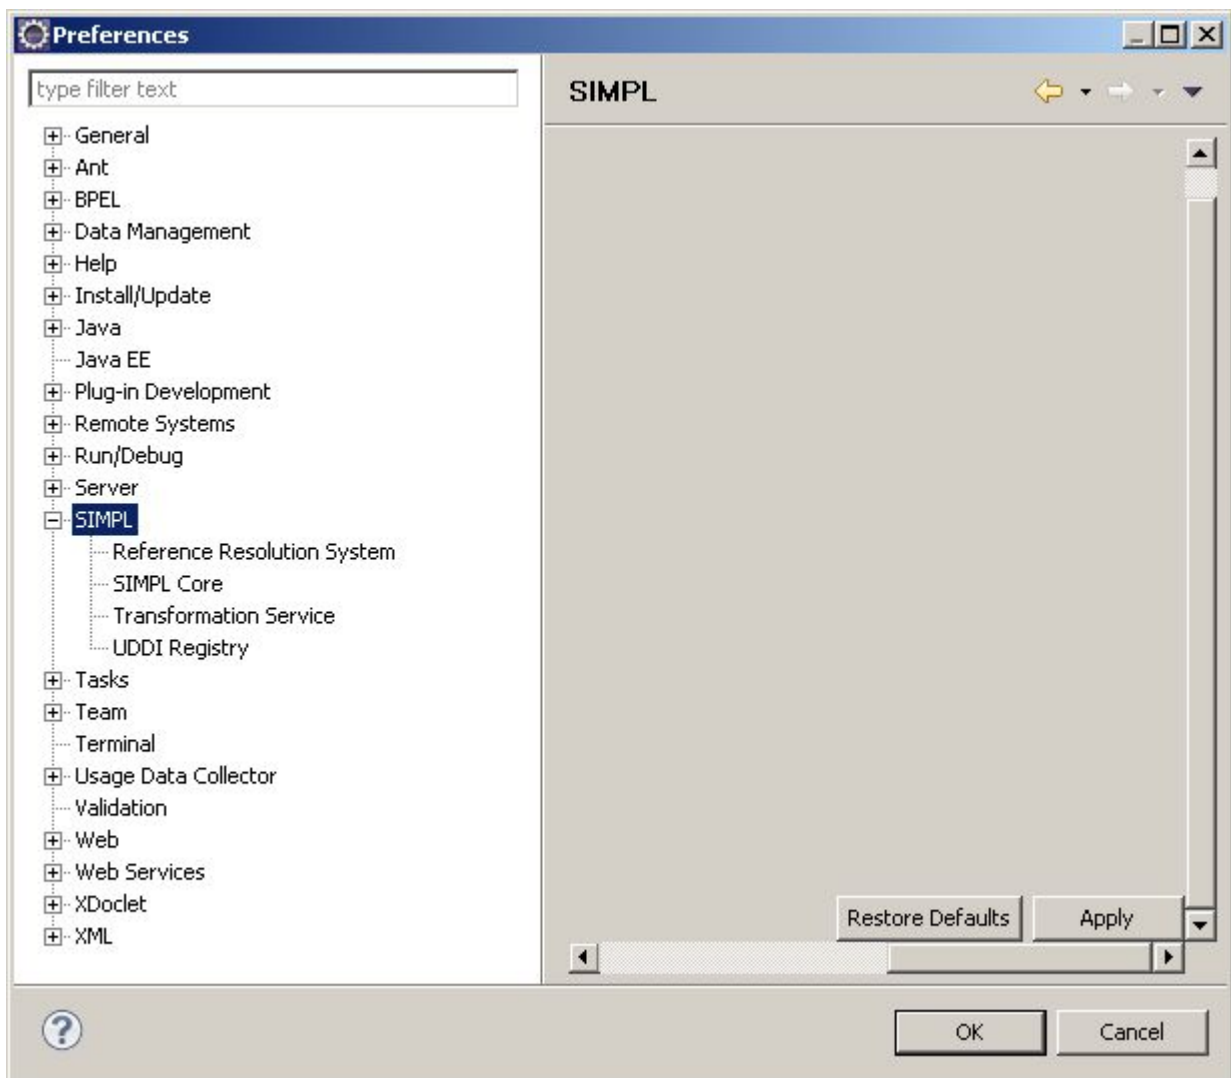 Preferences
type filter text
General
Ant
BPEL
Data Management
Help
Install/Update
Java
Java EE
Plug-in Development
Remote Systems
Run/Debug
Server
SIMPL
Reference Resolution System
SIMPL Core
Transformation Service
UDDI Registry
Tasks
Team
Terminal
Usage Data Collector
Validation
Web
Web Services
XDoclet
XML
SIMPL
Restore Defaults
Apply
?
OK
Cancel